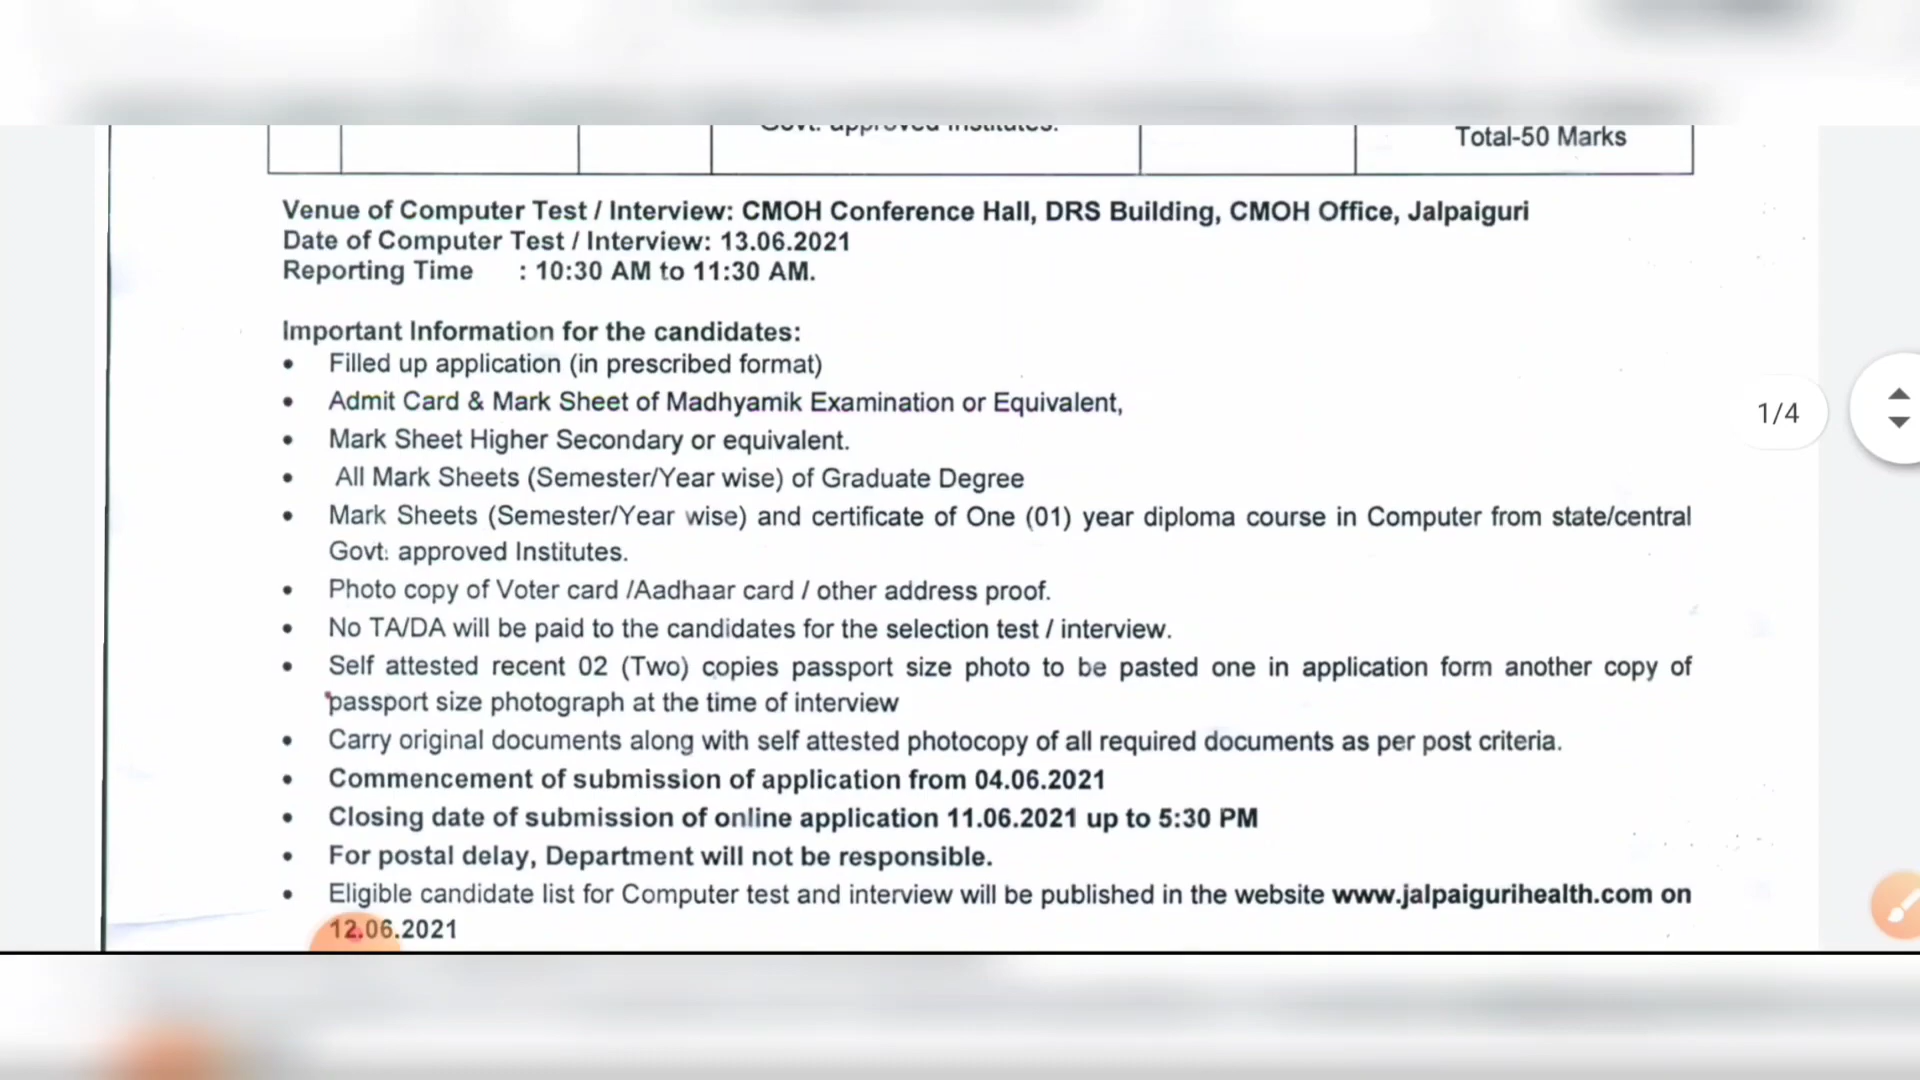 Govt. approved Institutes.
Total-50 Marks
Venue of Computer Test / Interview: CMOH Conference Hall, DRS Building, CMOH Office, Jalpaiguri
Date of Computer Test / Interview: 13.06.2021
Reporting Time : 10:30 AM to 11:30 AM.
Important Information for the candidates:
• Filled up application (in prescribed format)
• Admit Card & Mark Sheet of Madhyamik Examination or Equivalent,
• Mark Sheet Higher Secondary or equivalent.
• All Mark Sheets (Semester/Year wise) of Graduate Degree
• Mark Sheets (Semester/Year wise) and certificate of One (01) year diploma course in Computer from state/central
Govt. approved Institutes.
• Photo copy of Voter card /Aadhaar card / other address proof.
• No TA/DA will be paid to the candidates for the selection test / interview.
• Self attested recent 02 (Two) copies passport size photo to be pasted one in application form another copy of
passport size photograph at the time of interview
• Carry original documents along with self attested photocopy of all required documents as per post criteria.
• Commencement of submission of application from 04.06.2021
• Closing date of submission of online application 11.06.2021 up to 5:30 PM
• For postal delay, Department will not be responsible.
• Eligible candidate list for Computer test and interview will be published in the website www.jalpaigurihealth.com on
12.06.2021
1/4